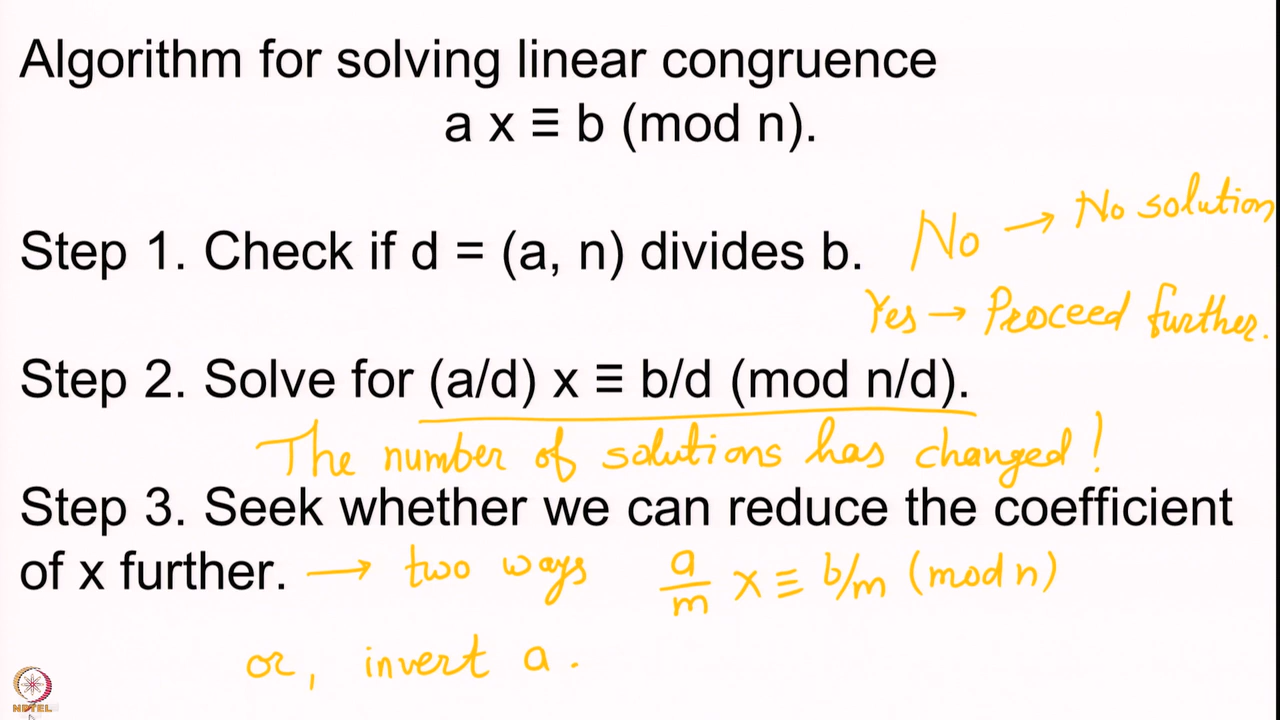 Algorithm for solving linear congruence
a x ≡ b (mod n).
No → No solution
Step 1. Check if d = (a, n) divides b.
Yes → Proceed further.
Step 2. Solve for (a/d) x ≡ b/d (mod n/d).
The number of solutions has changed!
Step 3. Seek whether we can reduce the coefficient
of x further. → two ways a/m x ≡ b/m (mod n)
or, invert a.
NPTEL